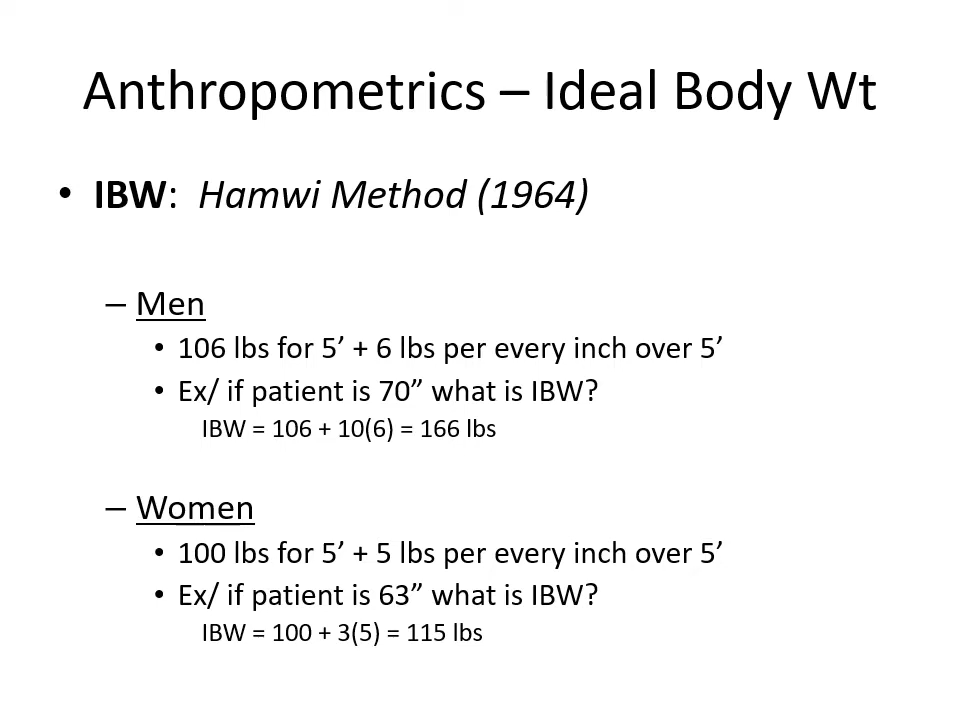 Anthropometrics – Ideal Body Wt
• IBW: Hamwi Method (1964)
– Men
• 106 lbs for 5’ + 6 lbs per every inch over 5’
• Ex/ if patient is 70” what is IBW?
IBW = 106 + 10(6) = 166 lbs
– Women
• 100 lbs for 5’ + 5 lbs per every inch over 5’
• Ex/ if patient is 63” what is IBW?
IBW = 100 + 3(5) = 115 lbs